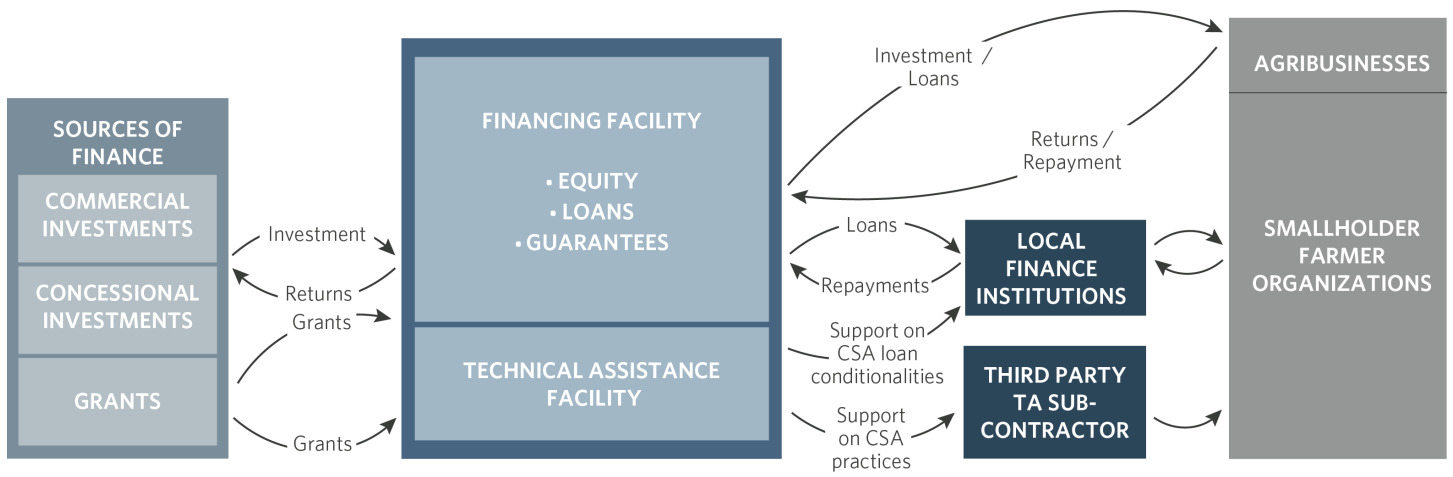 SOURCES OF
FINANCE
COMMERCIAL
INVESTMENTS
CONCESSIONAL
INVESTMENTS
GRANTS
Investment
Returns
Grants
Grants
FINANCING FACILITY
• EQUITY
• LOANS
• GUARANTEES
TECHNICAL ASSISTANCE
FACILITY
Investment /
Loans
Returns /
Repayment
Loans
Repayments
Support on
CSA loan
conditionalities
Support
on CSA
practices
LOCAL
FINANCE
INSTITUTIONS
THIRD PARTY
TA SUB-
CONTRACTOR
AGRIBUSINESSES
SMALLHOLDER
FARMER
ORGANIZATIONS